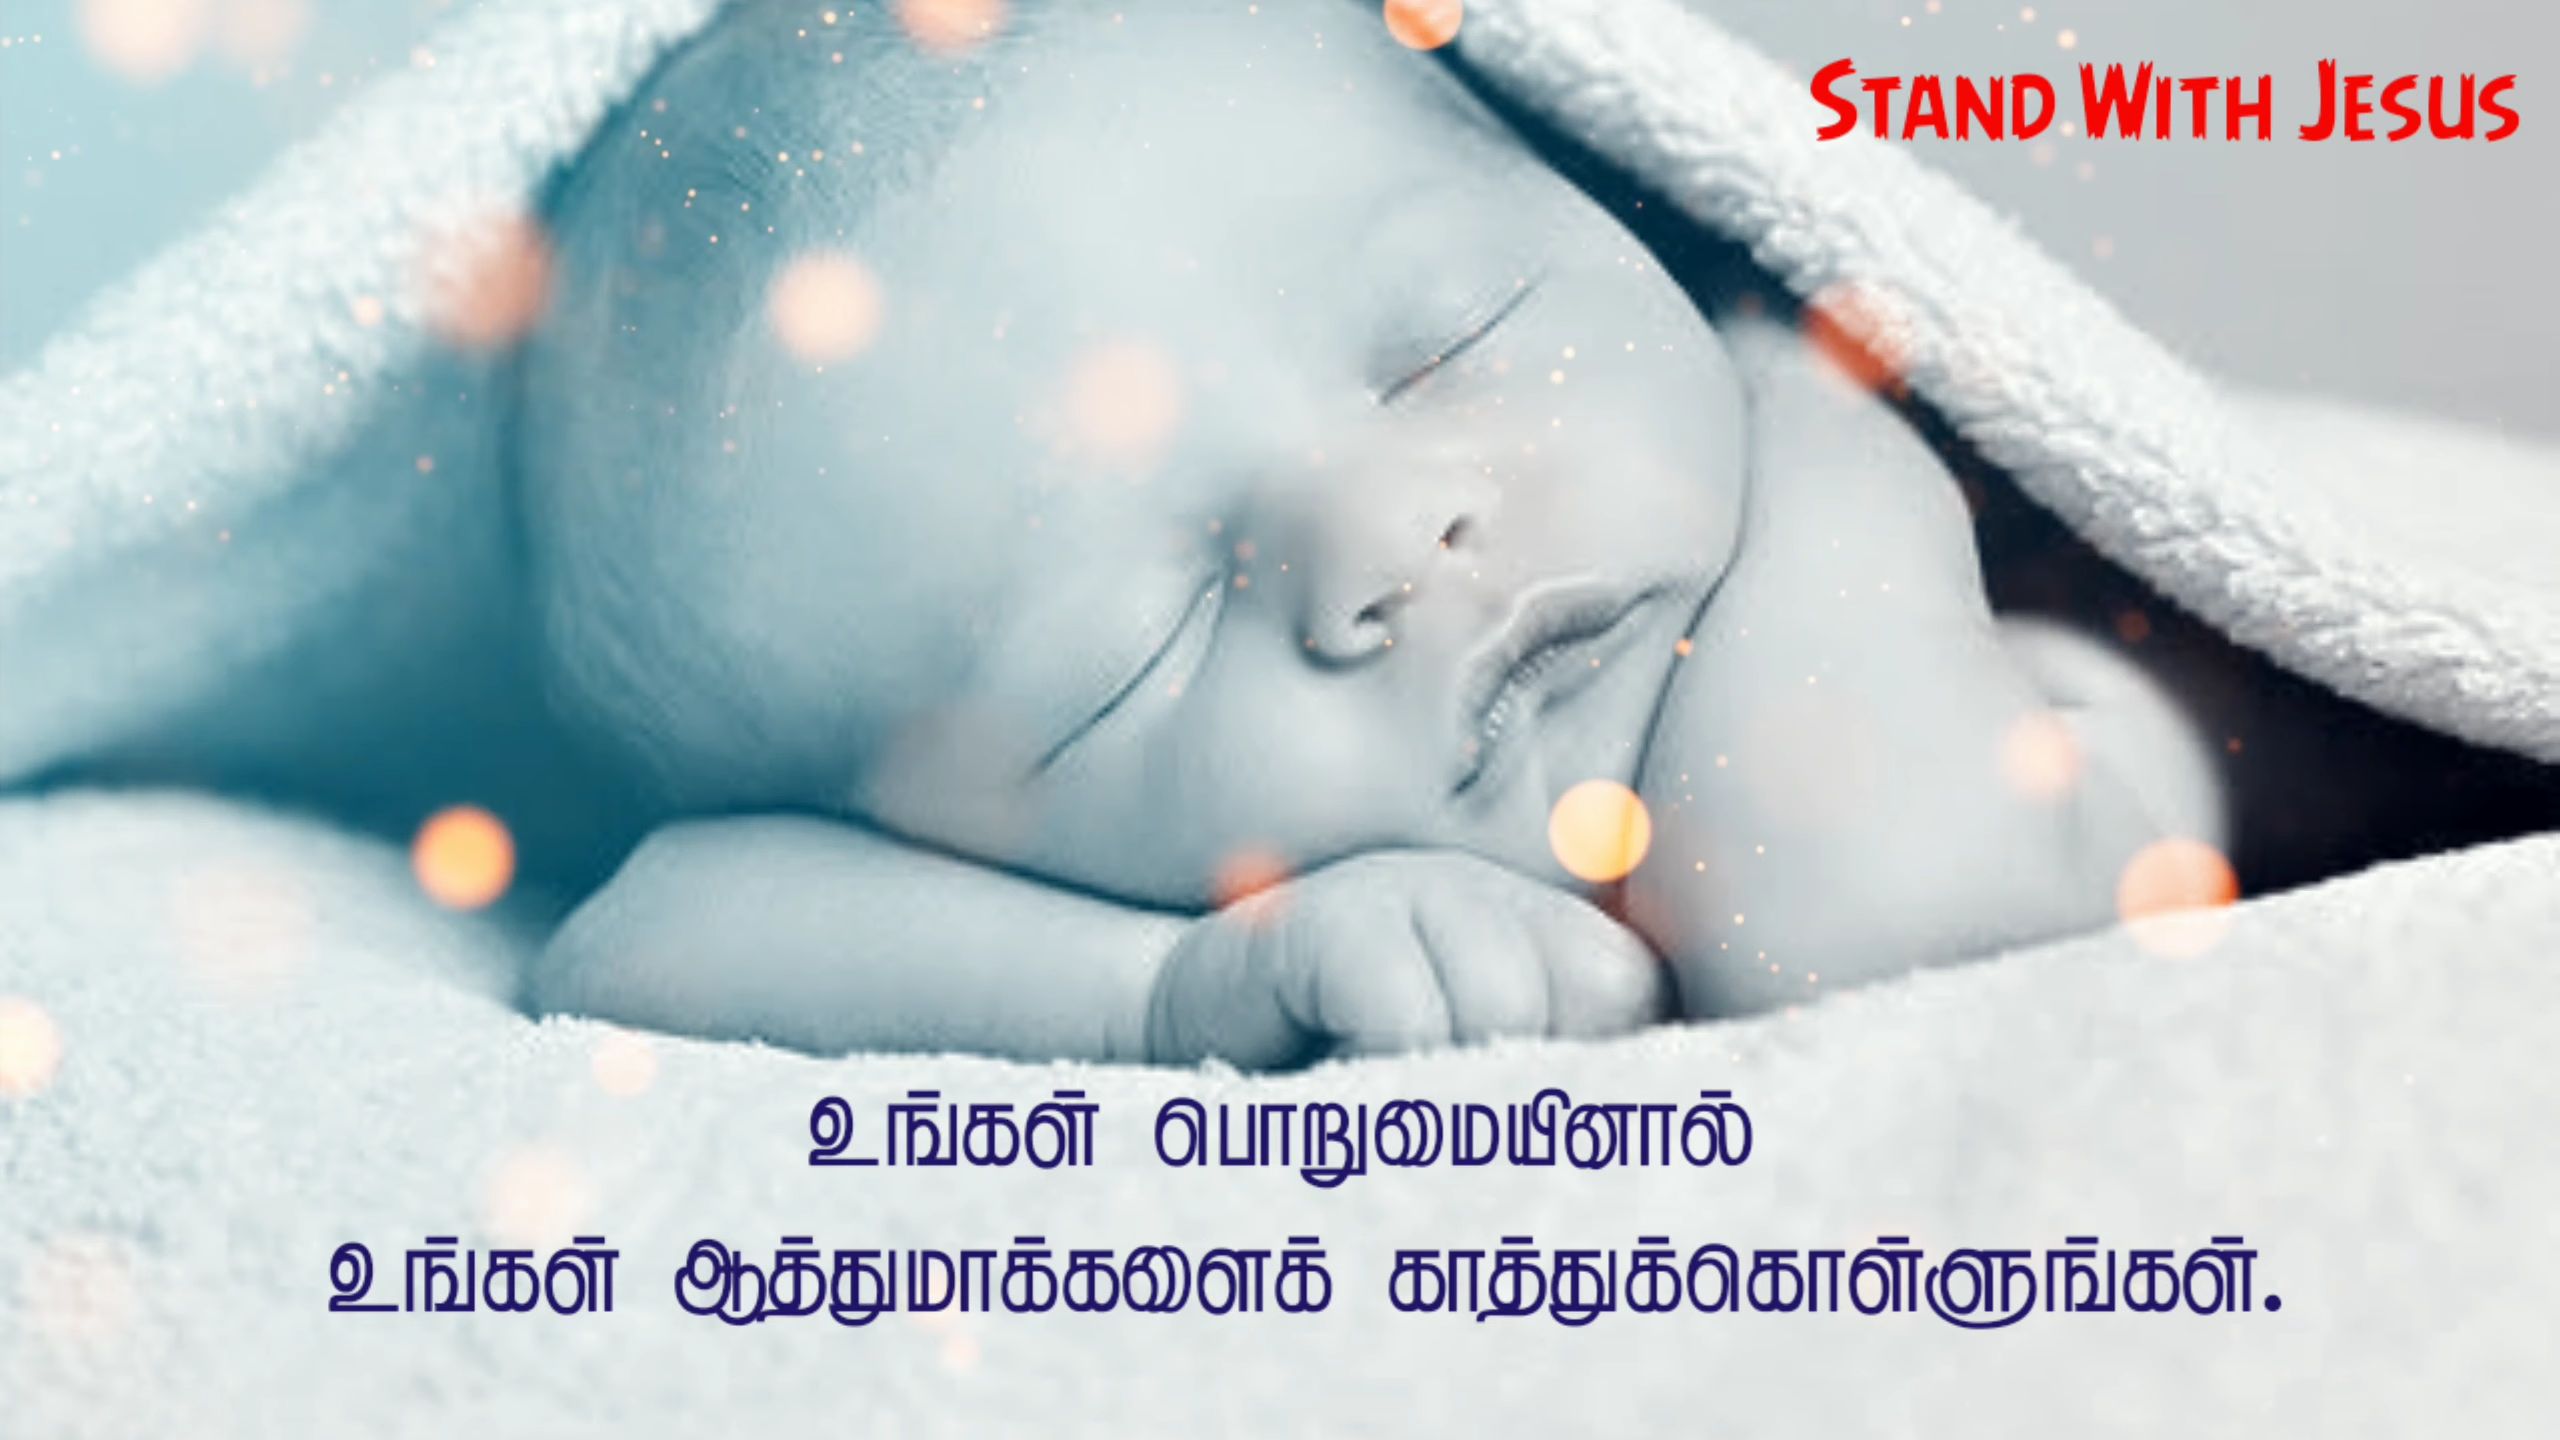 STAND WITH JESUS
உங்கள் பொறுமையினால்
உங்கள் ஆத்துமாக்களைக் காத்துக்கொள்ளுங்கள்.